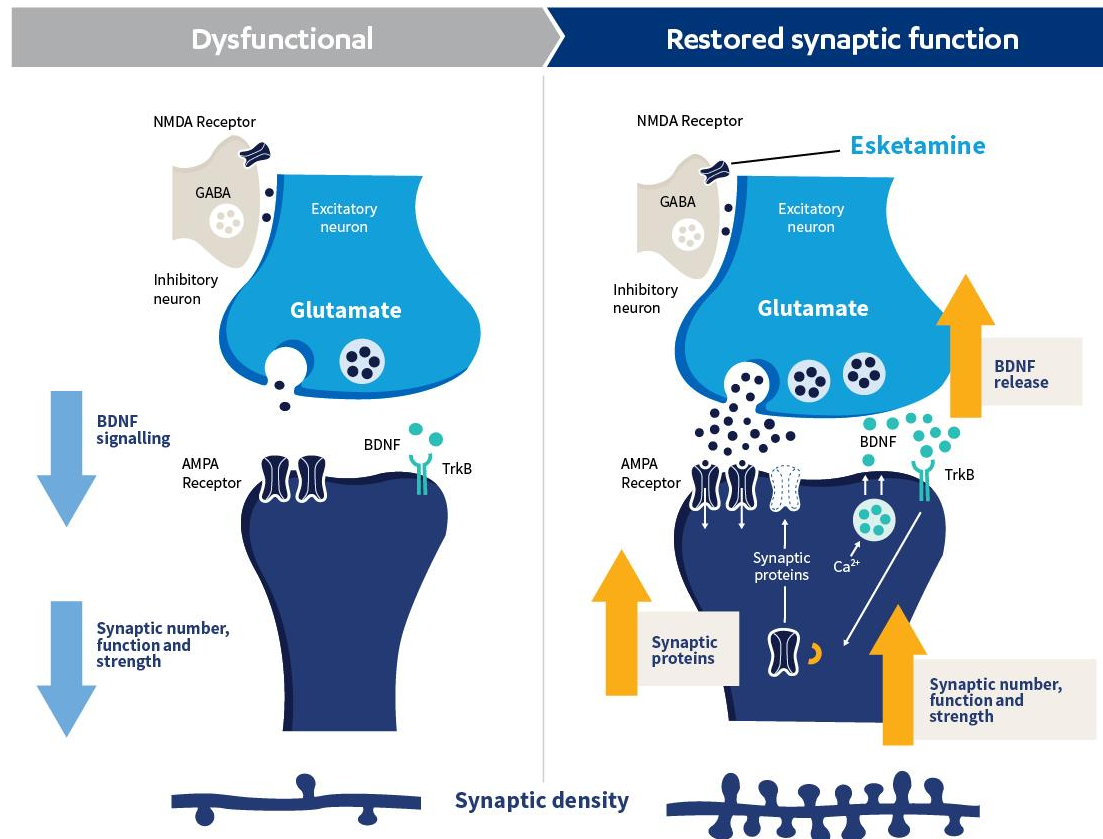 Dysfunctional
Restored synaptic function
NMDA Receptor
GABA
Excitatory
neuron
Inhibitory
neuron
Glutamate
BDNF
signalling
BDNF
AMPA
Receptor
TrkB
Synaptic number,
function and
strength
NMDA Receptor
Esketamine
GABA
Excitatory
neuron
Inhibitory
neuron
Glutamate
BDNF
release
BDNF
AMPA
Receptor
TrkB
Synaptic
proteins
Ca²⁺
Synaptic
proteins
Synaptic number,
function and
strength
Synaptic density